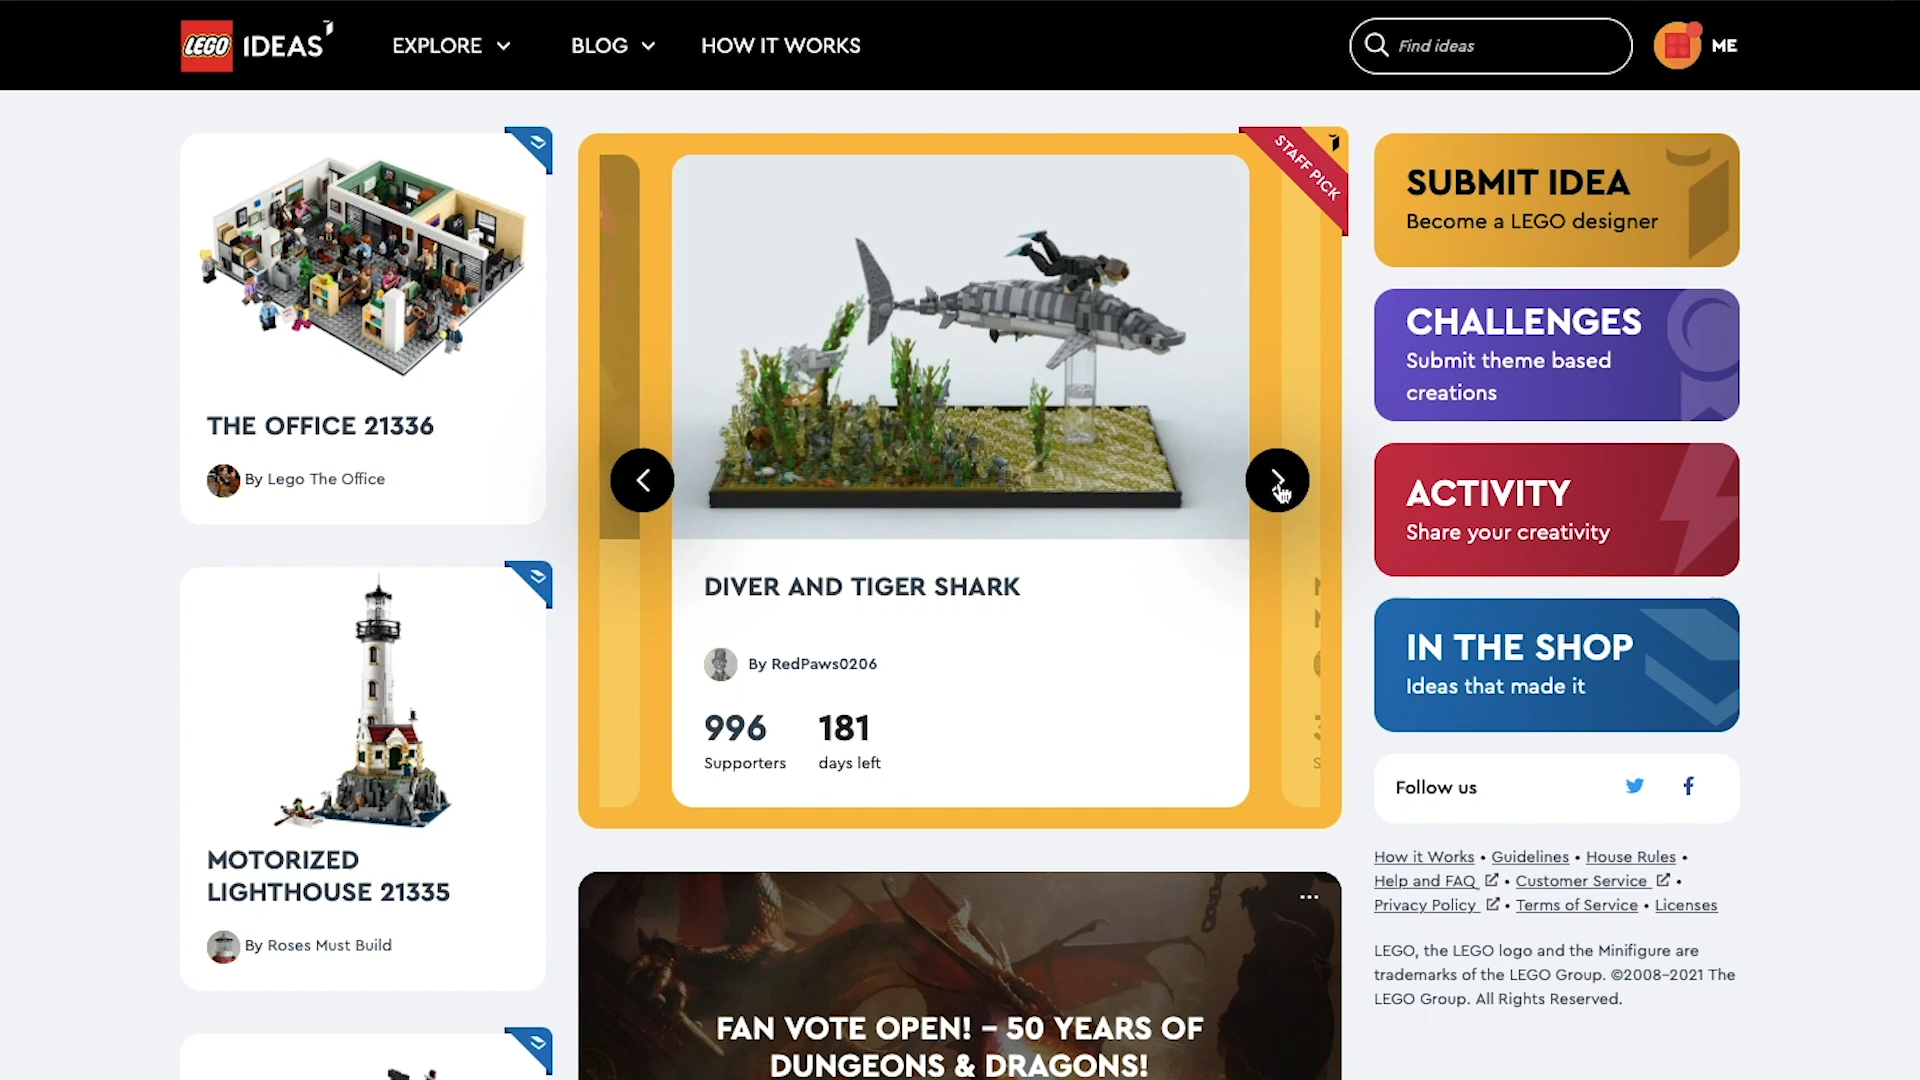 LEGO IDEAS
EXPLORE
BLOG
HOW IT WORKS
Find ideas
ME
THE OFFICE 21336
By Lego The Office
MOTORIZED
LIGHTHOUSE 21335
By Roses Must Build
STAFF PICK
DIVER AND TIGER SHARK
By RedPaws0206
996
Supporters
181
days left
FAN VOTE OPEN! – 50 YEARS OF
DUNGEONS & DRAGONS!
SUBMIT IDEA
Become a LEGO designer
CHALLENGES
Submit theme based
creations
ACTIVITY
Share your creativity
IN THE SHOP
Ideas that made it
Follow us
How it Works • Guidelines • House Rules •
Help and FAQ • Customer Service •
Privacy Policy • Terms of Service • Licenses
LEGO, the LEGO logo and the Minifigure are
trademarks of the LEGO Group. ©2008-2021 The
LEGO Group. All Rights Reserved.